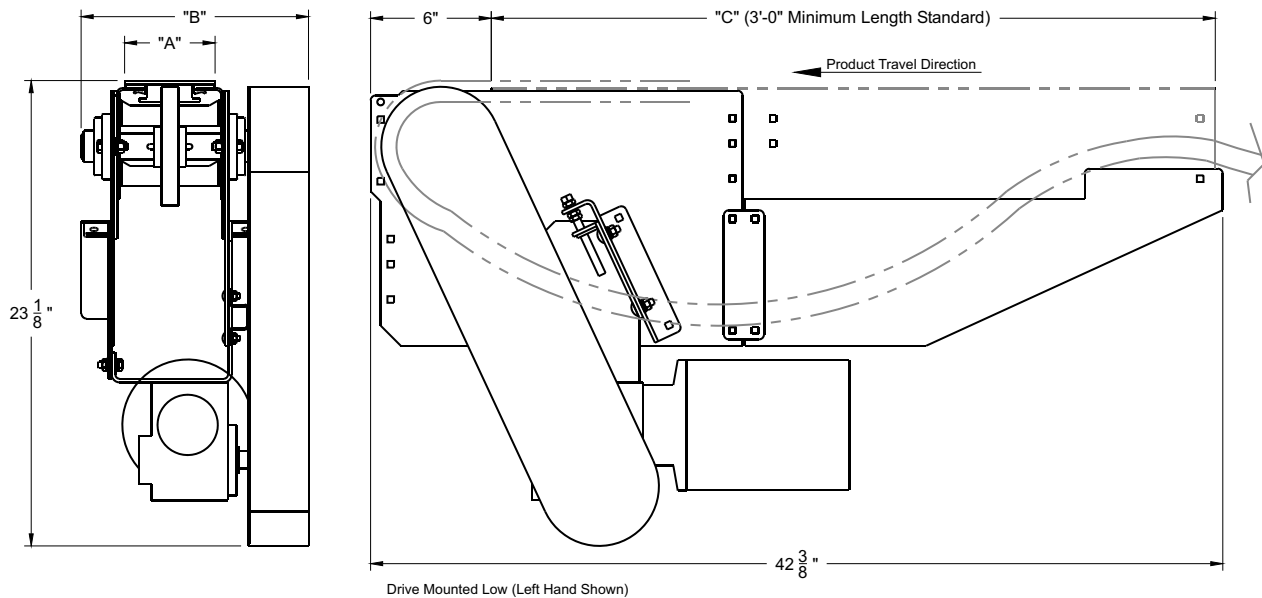 "B"
"A"
6"
"C" (3'-0" Minimum Length Standard)
Product Travel Direction
23 1/8 "
42 3/8 "
Drive Mounted Low (Left Hand Shown)